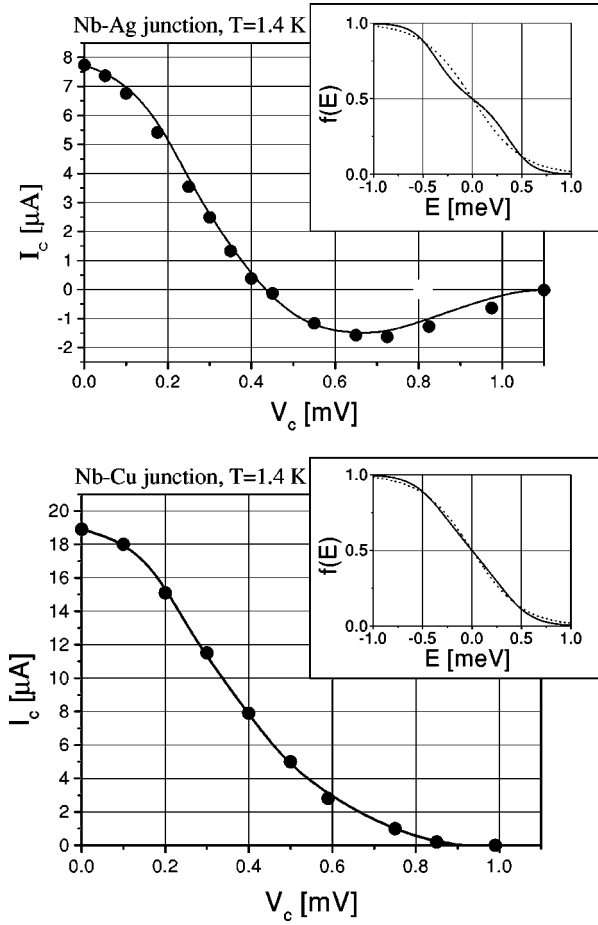 Nb-Ag junction, T=1.4 K
I_c [μA]
8
7
6
5
4
3
2
1
0
-1
-2
0.0 0.2 0.4 0.6 0.8 1.0
V_c [mV]
f(E)
1.0
0.5
0.0
-1.0 -0.5 0.0 0.5 1.0
E [meV]
Nb-Cu junction, T=1.4 K
I_c [μA]
20
18
16
14
12
10
8
6
4
2
0
0.0 0.2 0.4 0.6 0.8 1.0
V_c [mV]
f(E)
1.0
0.5
0.0
-1.0 -0.5 0.0 0.5 1.0
E [meV]